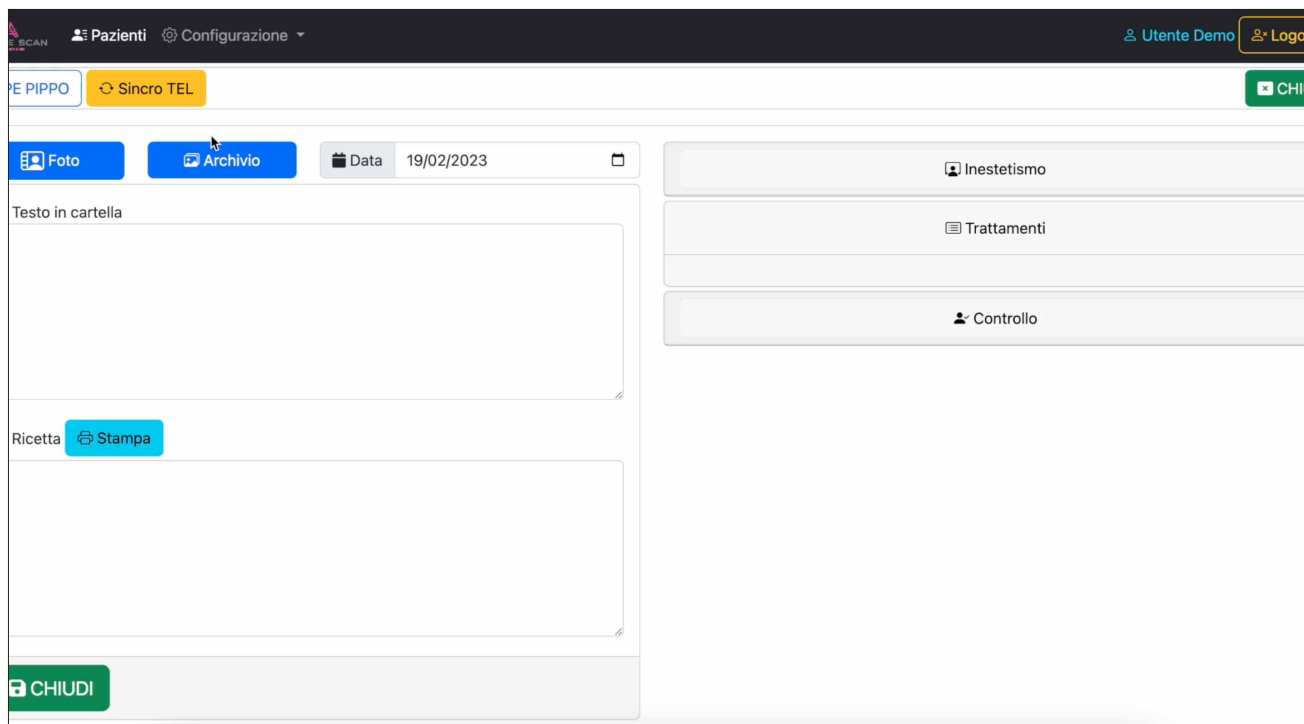 SCAN
Pazienti Configurazione
Utente Demo
PIPPO Sincro TEL
Foto Archivio Data 19/02/2023
Inestetismo
Testo in cartella
Trattamenti
Controllo
Ricetta Stampa
CHIUDI